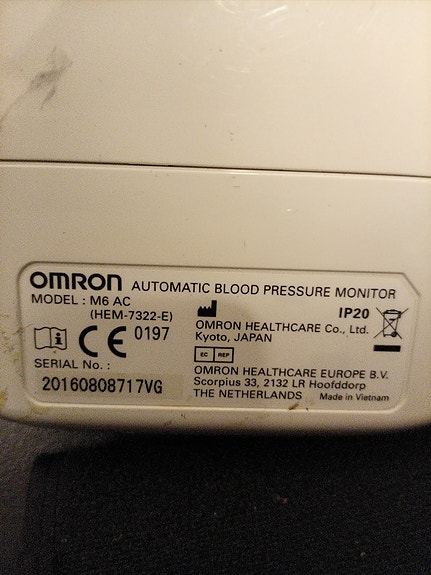 OMRON AUTOMATIC BLOOD PRESSURE MONITOR
MODEL : M6 AC
(HEM-7322-E)
IP20
OMRON HEALTHCARE Co., Ltd.
Kyoto, JAPAN
CE 0197
EC REP
SERIAL No. :
20160808717VG
OMRON HEALTHCARE EUROPE B.V.
Scorpius 33, 2132 LR Hoofddorp
THE NETHERLANDS
Made in Vietnam